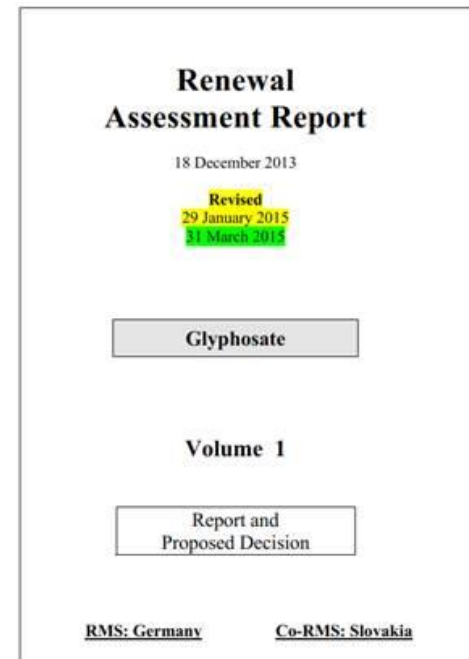 Renewal
Assessment Report
18 December 2013
Revised
29 January 2015
31 March 2015
Glyphosate
Volume 1
Report and
Proposed Decision
RMS: Germany Co-RMS: Slovakia